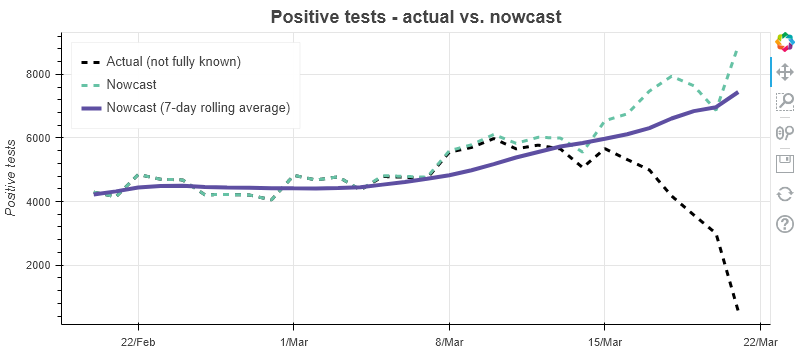 Positive tests - actual vs. nowcast
Actual (not fully known)
Nowcast
Nowcast (7-day rolling average)
Positive tests
8000
6000
4000
2000
22/Feb
1/Mar
8/Mar
15/Mar
22/Mar